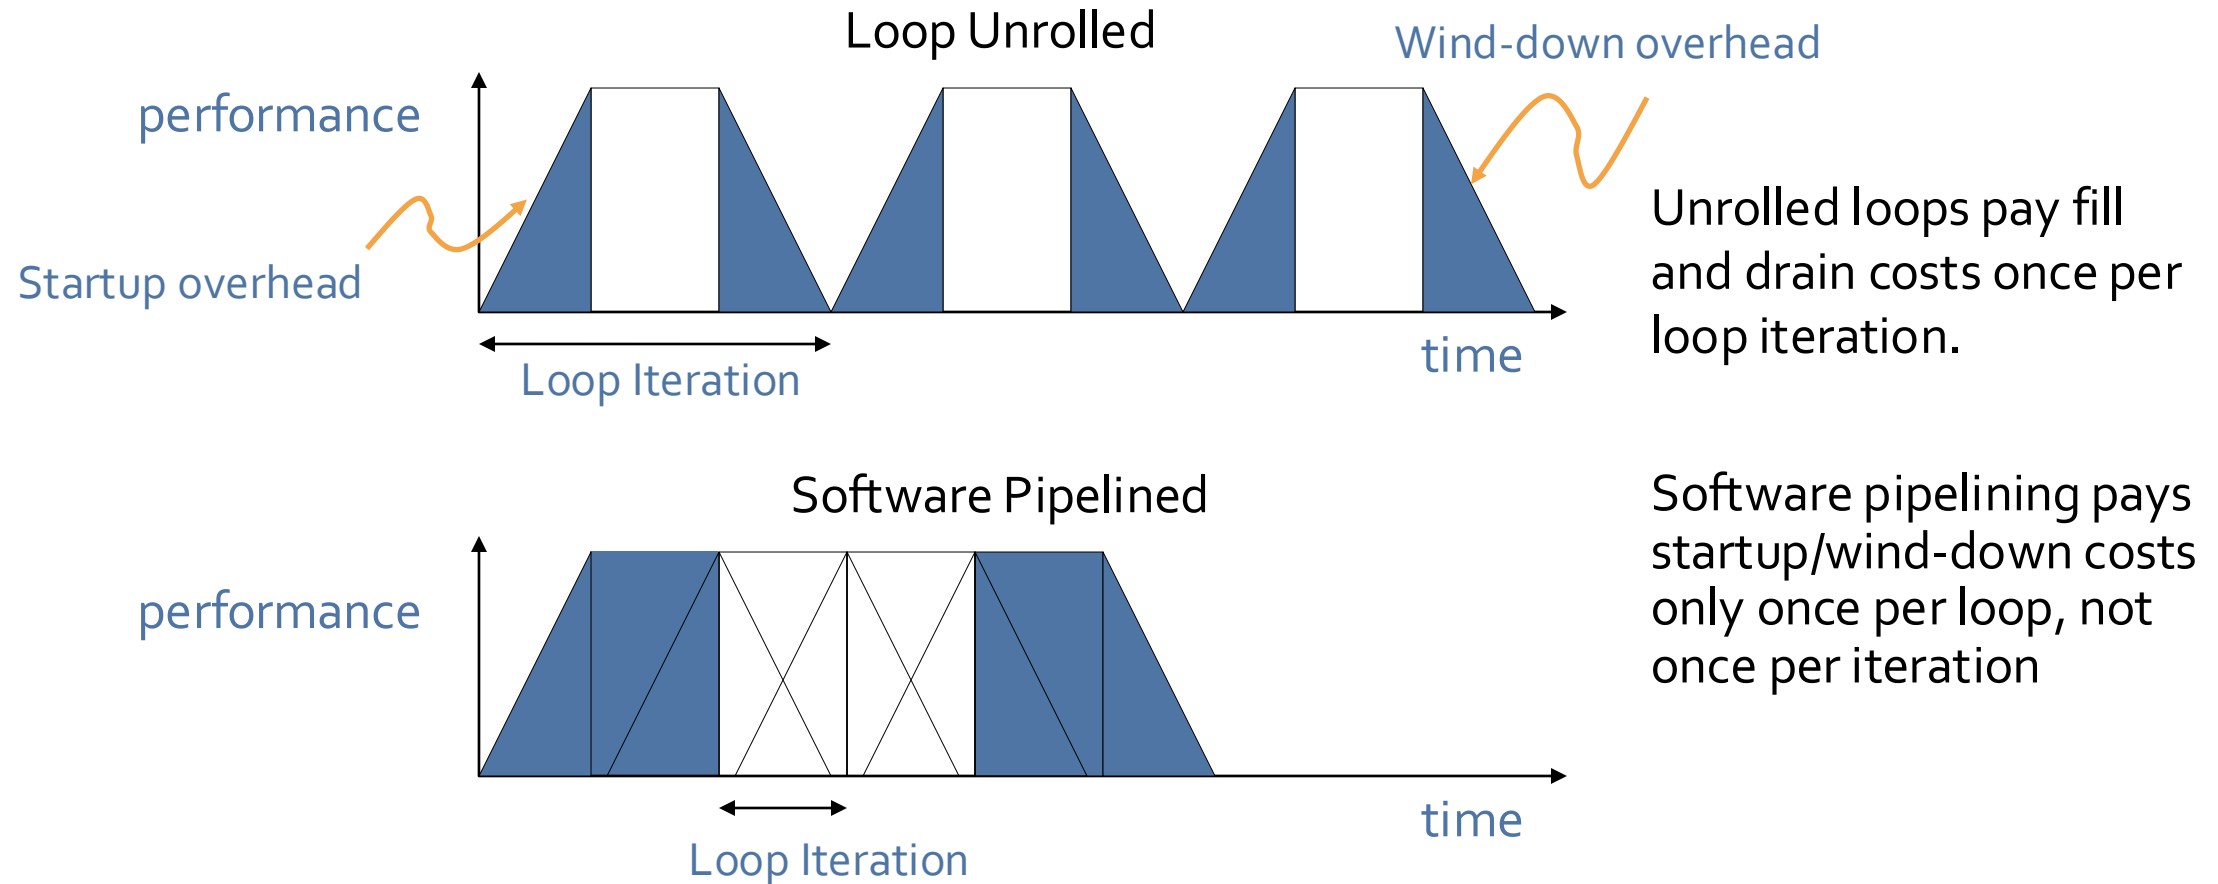 Loop Unrolled
Wind-down overhead
performance
Startup overhead
Unrolled loops pay fill
and drain costs once per
loop iteration.
time
Loop Iteration
Software Pipelined
Software pipelining pays
startup/wind-down costs
only once per loop, not
once per iteration
performance
time
Loop Iteration